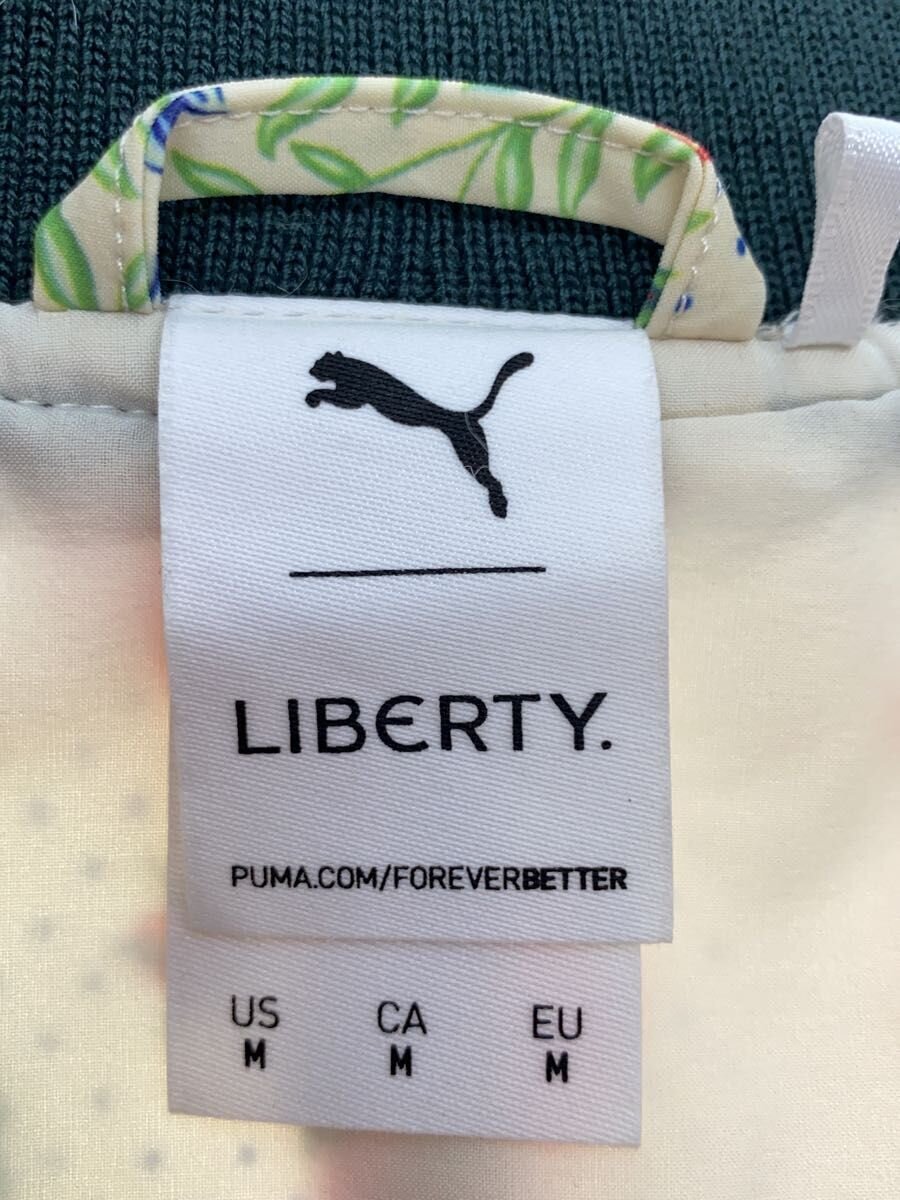 LIBERTY.
PUMA.COM/FOREVERBETTER
US CA EU
M M M